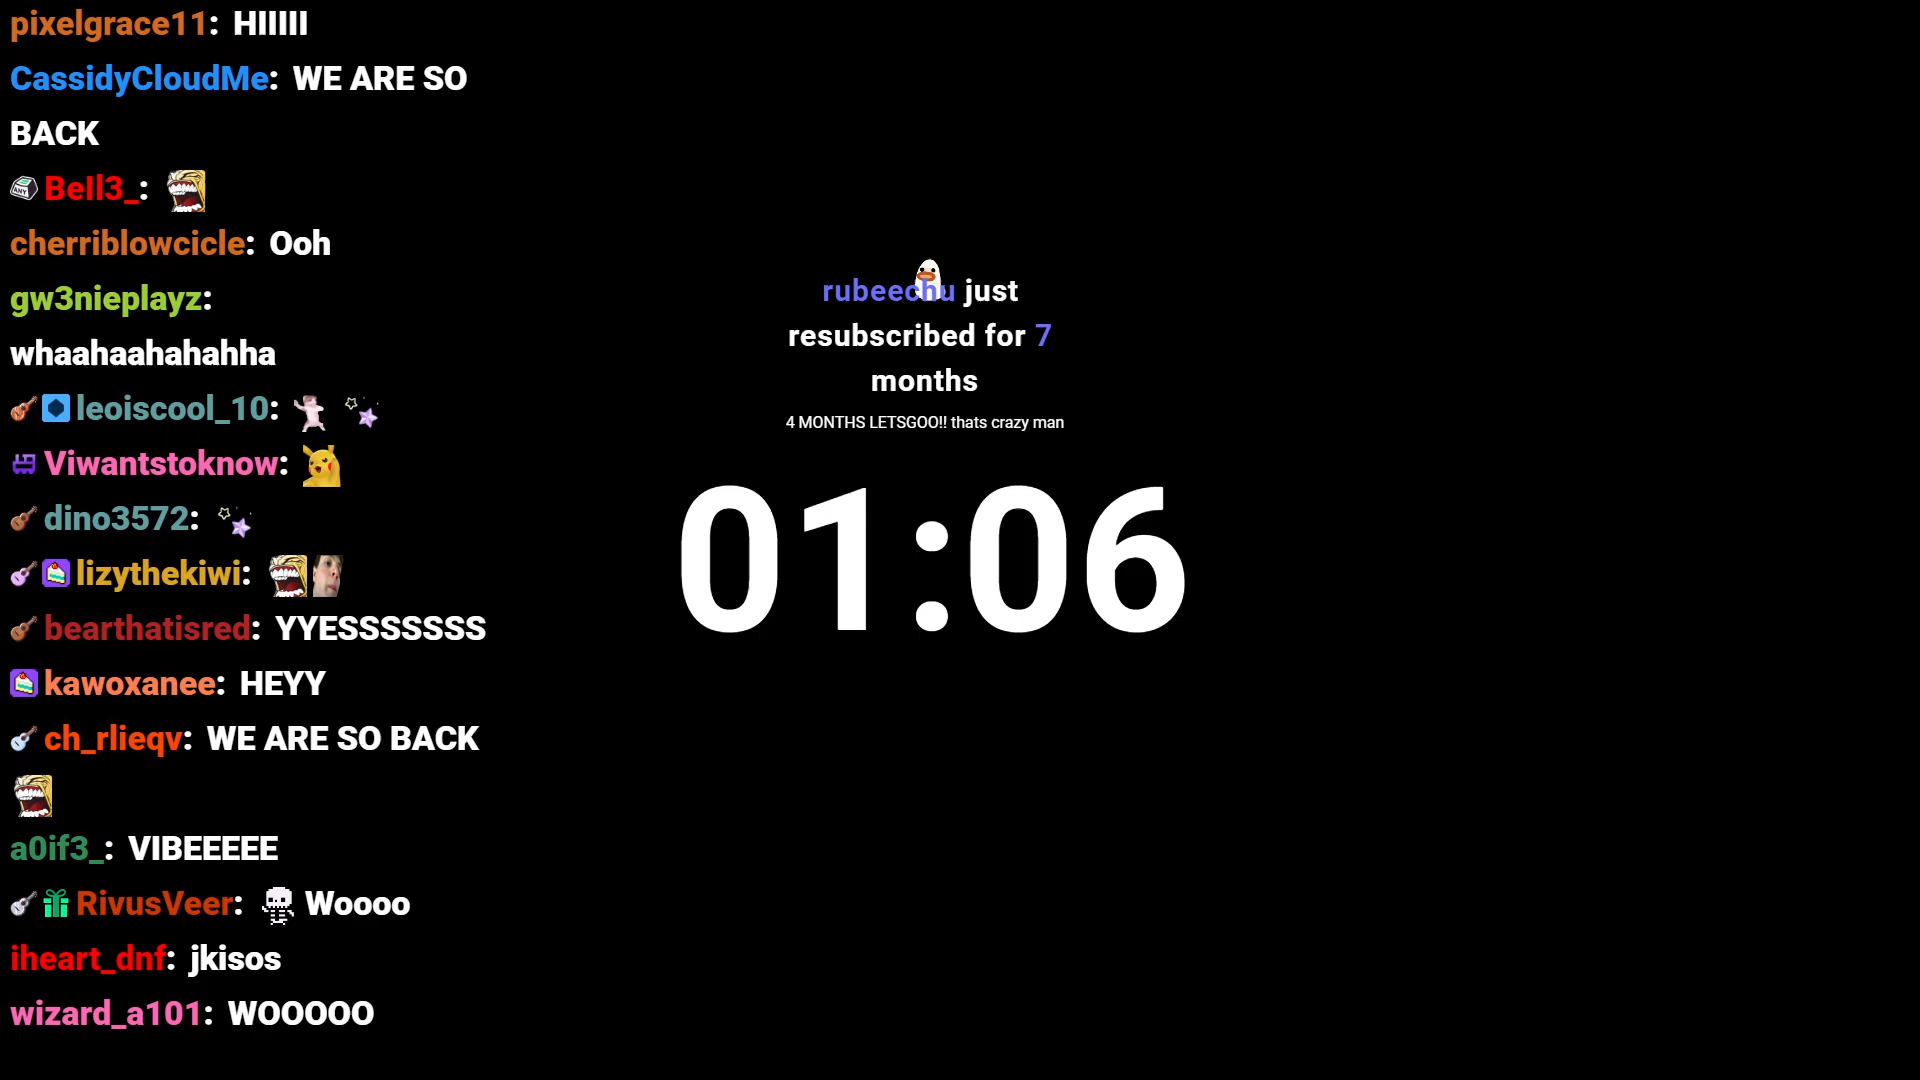 pixelgrace11: HIIIII
CassidyCloudMe: WE ARE SO
BACK
BeIl3_:
cherriblowcicle: Ooh
gw3nieplayz:
whaahaahahahha
leoiscool_10:
Viwantstoknow:
dino3572:
lizythekiwi:
bearthatisred: YYESSSSSSS
kawoxanee: HEYY
ch_rlieqv: WE ARE SO BACK
a0if3_: VIBEEEEE
RivusVeer: Woooo
iheart_dnf: jkisos
wizard_a101: WOOOOO
rubeechu just
resubscribed for 7
months
4 MONTHS LETSGOO!! thats crazy man
01:06